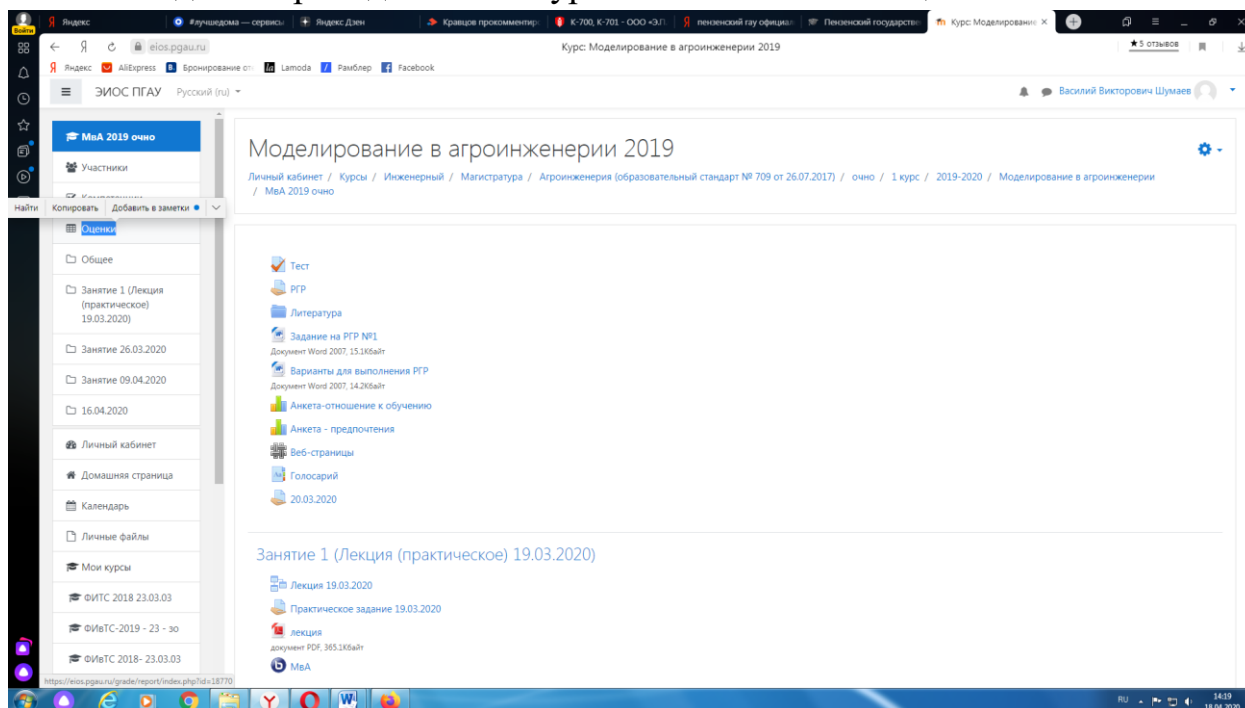 Яндекс
#лучшедома — сервисы
Яндекс.Дзен
Кравцов прокомментир
К-700, К-701 - ООО «Э.П.
пензенский гау официал
Пензенский государстве
Курс: Моделирование
Войти
eios.pgau.ru
Курс: Моделирование в агроинженерии 2019
★ 5 отзывов
Яндекс
AliExpress
Бронирование от
Lamoda
Рамблер
Facebook
ЭИОС ПГАУ
Русский (ru)
Василий Викторович Шумаев
МвА 2019 очно
Участники
Найти
Копировать
Добавить в заметки
Оценки
Общее
Занятие 1 (Лекция
(практическое)
19.03.2020)
Занятие 26.03.2020
Занятие 09.04.2020
16.04.2020
Личный кабинет
Домашняя страница
Календарь
Личные файлы
Мои курсы
ФИТС 2018 23.03.03
ФИвТС-2019 - 23 - зо
ФИвТС 2018- 23.03.03
https://eios.pgau.ru/grade/report/index.php?id=18770
Моделирование в агроинженерии 2019
Личный кабинет / Курсы / Инженерный / Магистратура / Агроинженерия (образовательный стандарт № 709 от 26.07.2017) / очно / 1 курс / 2019-2020 / Моделирование в агроинженерии
/ МвА 2019 очно
Тест
РГР
Литература
Задание на РГР №1
Документ Word 2007, 15.1Кбайт
Варианты для выполнения РГР
Документ Word 2007, 14.2Кбайт
Анкета-отношение к обучению
Анкета - предпочтения
Веб-страницы
Голосарий
20.03.2020
Занятие 1 (Лекция (практическое) 19.03.2020)
Лекция 19.03.2020
Практическое задание 19.03.2020
лекция
документ PDF, 365.1Кбайт
МвА
RU
14:19
18.04.2020